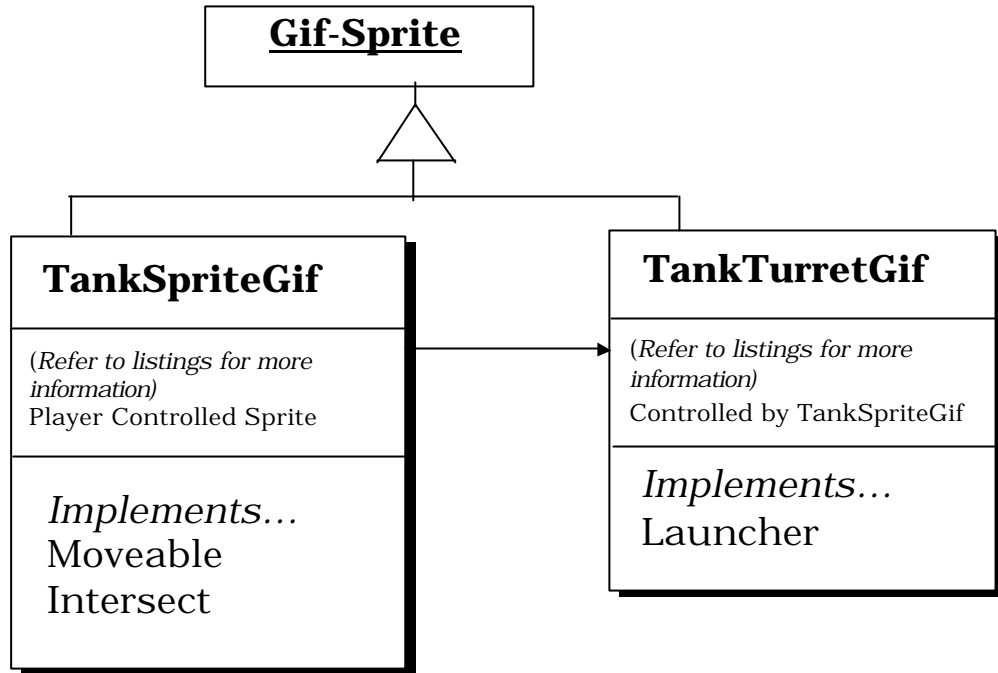 Gif-Sprite
TankSpriteGif
(Refer to listings for more
information)
Player Controlled Sprite
Implements...
Moveable
Intersect
TankTurretGif
(Refer to listings for more
information)
Controlled by TankSpriteGif
Implements...
Launcher